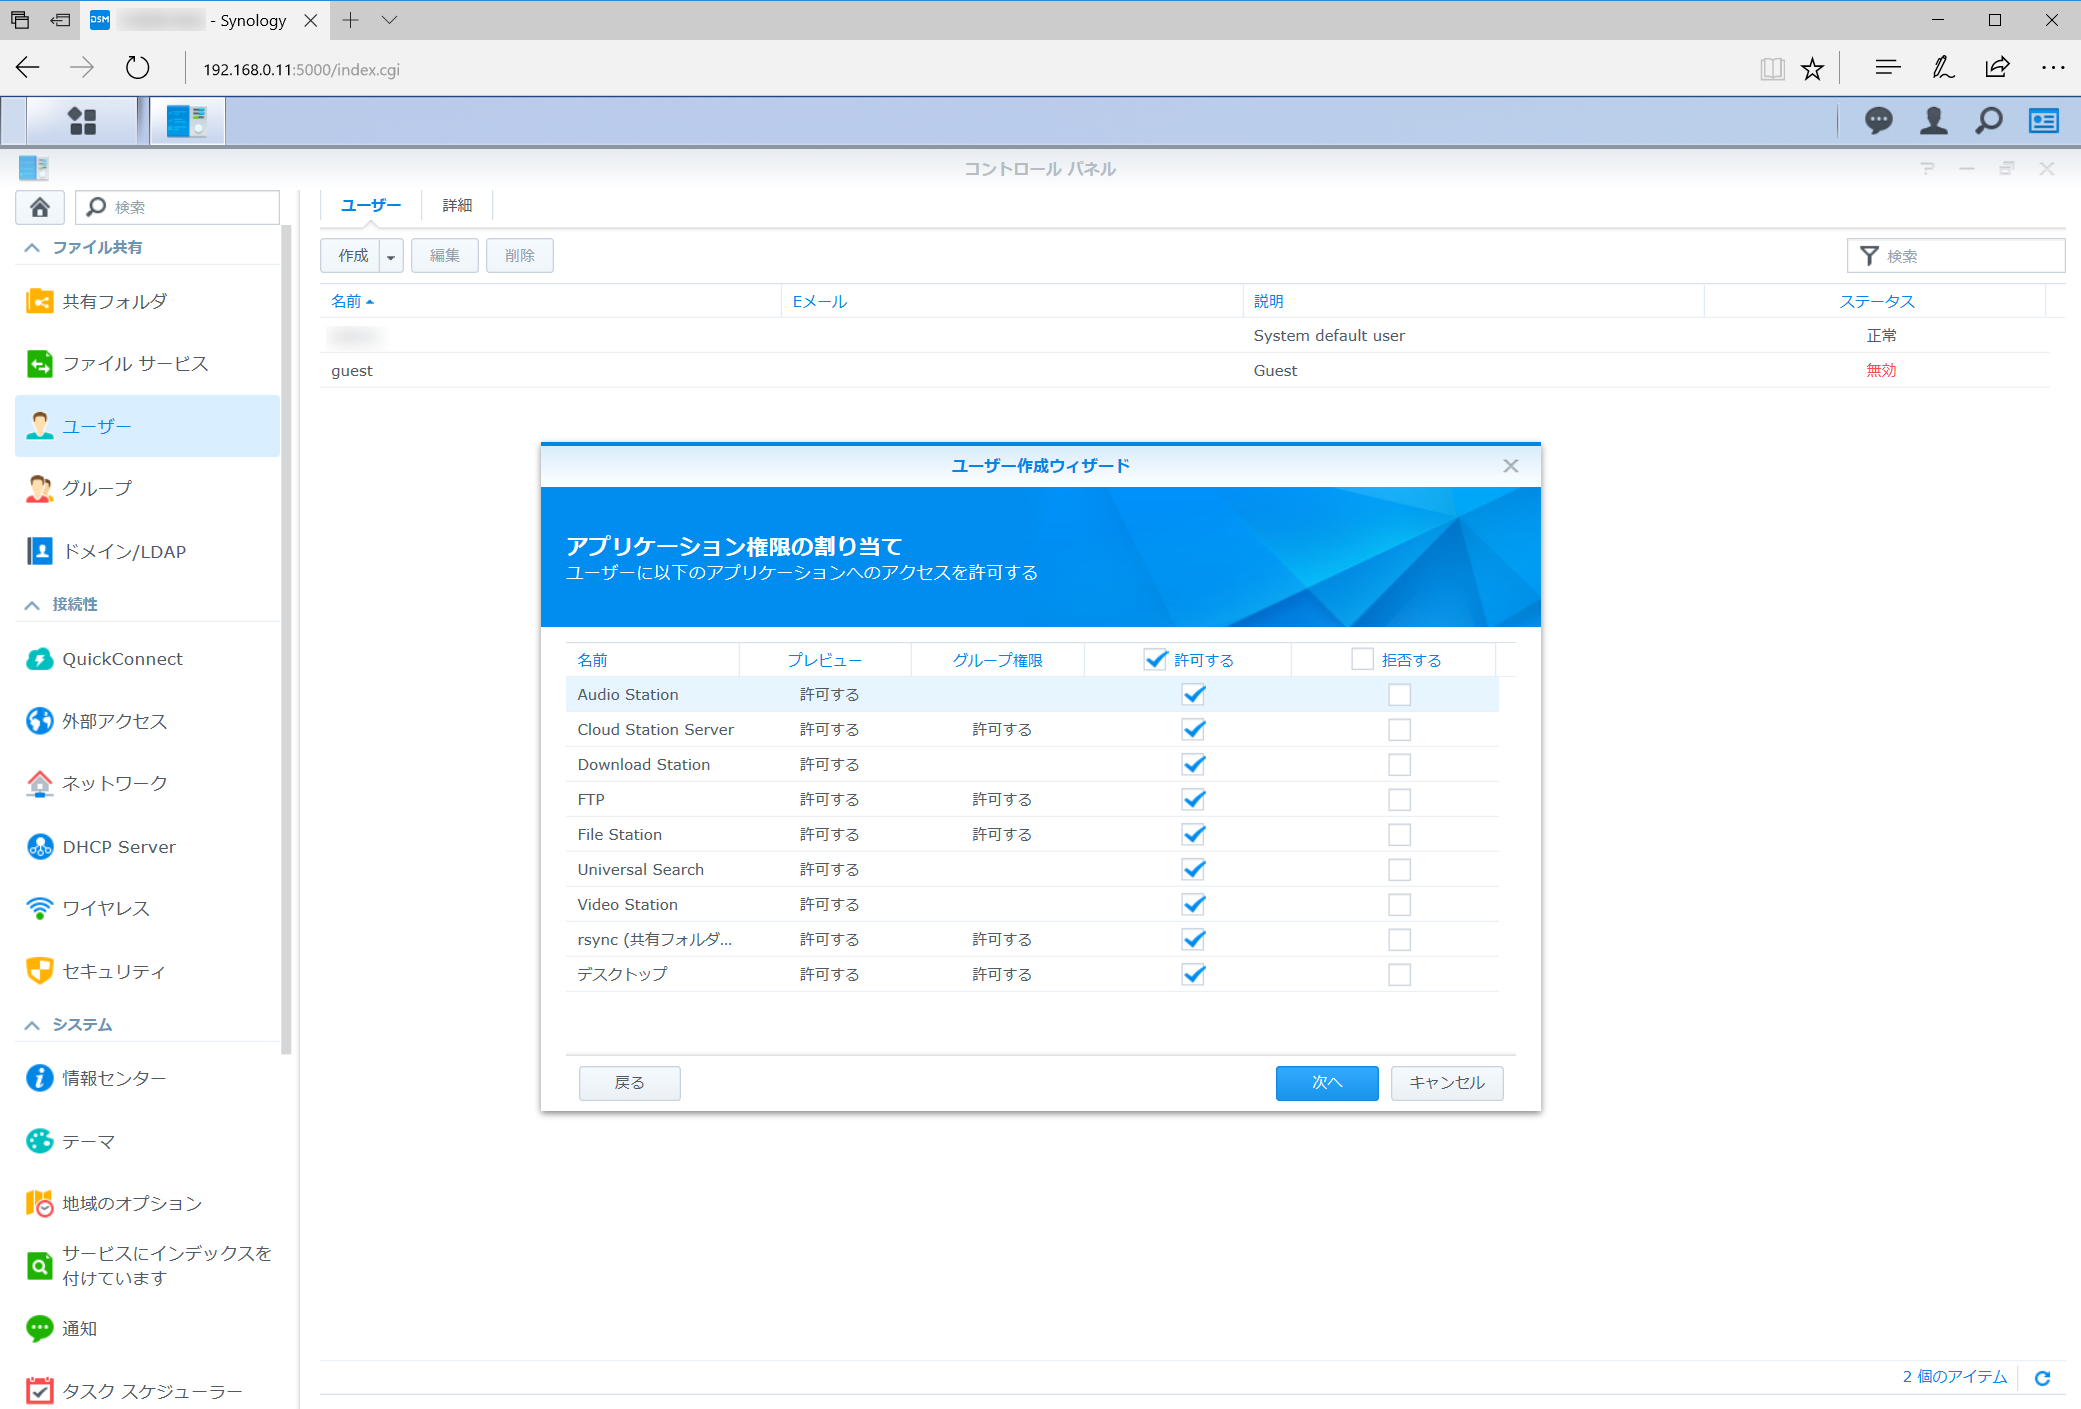 - Synology
192.168.0.11:5000/index.cgi
コントロール パネル
検索
ファイル共有
共有フォルダ
ファイル サービス
ユーザー
グループ
ドメイン/LDAP
接続性
QuickConnect
外部アクセス
ネットワーク
DHCP Server
ワイヤレス
セキュリティ
システム
情報センター
テーマ
地域のオプション
サービスにインデックスを
付けています
通知
タスク スケジューラー
ユーザー 詳細
作成 編集 削除 検索
名前 Eメール 説明 ステータス
System default user 正常
guest Guest 無効
ユーザー作成ウィザード
アプリケーション権限の割り当て
ユーザーに以下のアプリケーションへのアクセスを許可する
名前 プレビュー グループ権限 許可する 拒否する
Audio Station 許可する
Cloud Station Server 許可する 許可する
Download Station 許可する
FTP 許可する 許可する
File Station 許可する 許可する
Universal Search 許可する
Video Station 許可する
rsync (共有フォルダ... 許可する 許可する
デスクトップ 許可する 許可する
戻る 次へ キャンセル
2 個のアイテム